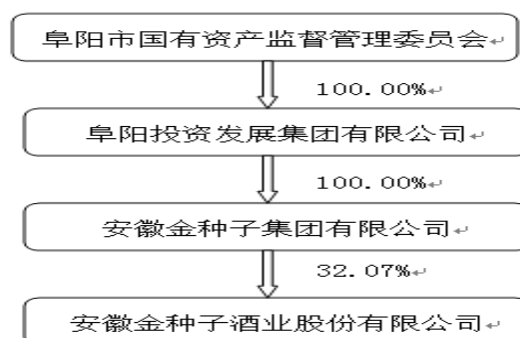 阜阳市国有资产监督管理委员会
100.00%
阜阳投资发展集团有限公司
100.00%
安徽金种子集团有限公司
32.07%
安徽金种子酒业股份有限公司